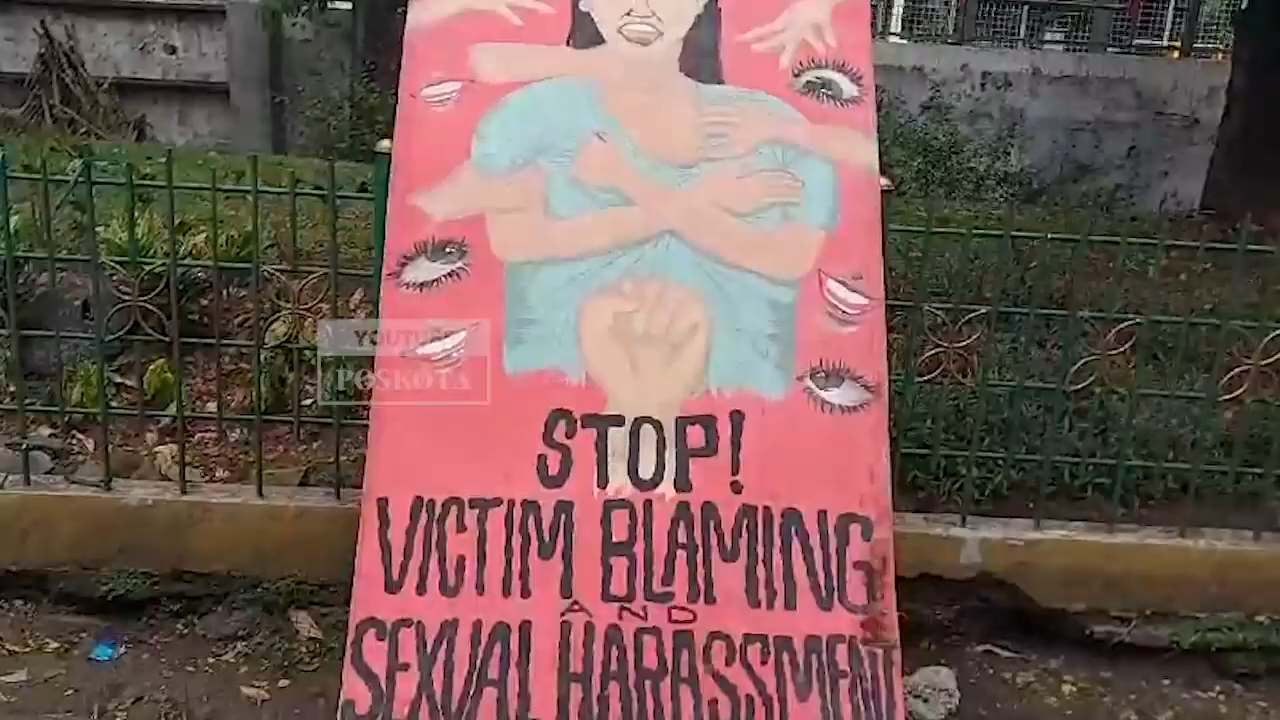 YOUTUBE
POSKOTA
STOP!
VICTIM BLAMING
AND
SEXUAL HARASSMENT